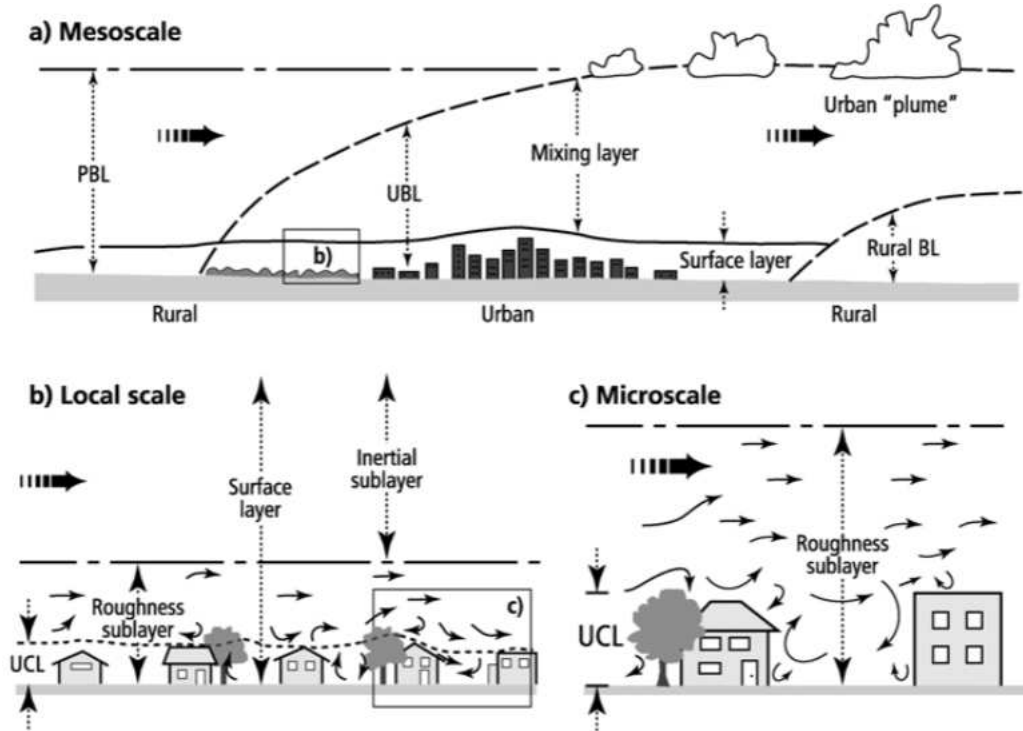 a) Mesoscale
Urban "plume"
PBL
UBL
Mixing layer
b)
Surface layer
Rural BL
Rural
Urban
Rural
b) Local scale
Inertial
sublayer
Surface
layer
Roughness
sublayer
UCL
c)
c) Microscale
Roughness
sublayer
UCL